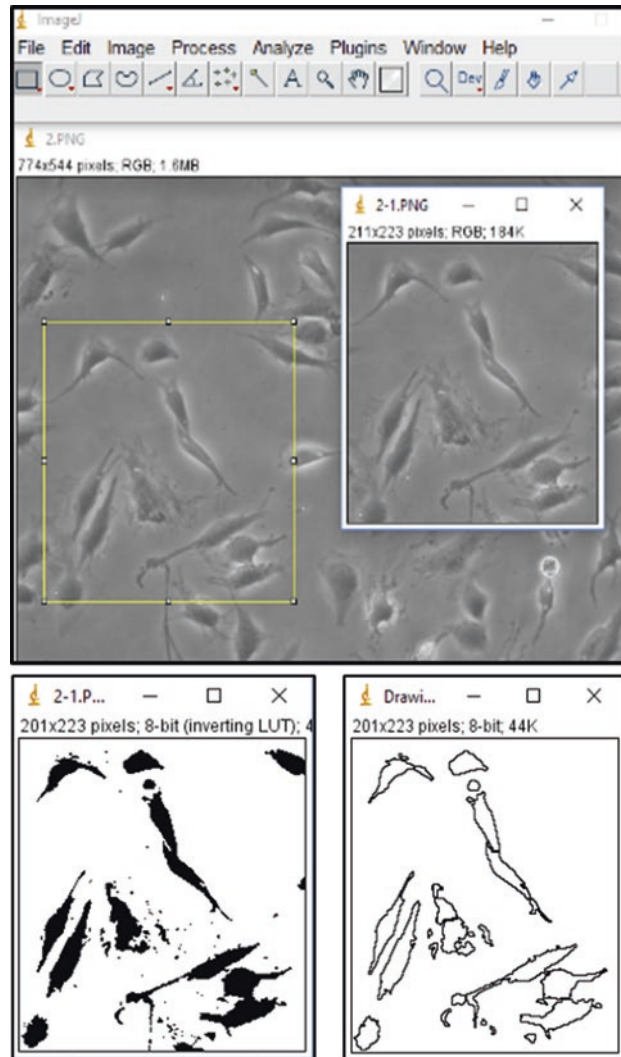 ImageJ
File Edit Image Process Analyze Plugins Window Help
A Dev
2.PNG
774x544 pixels; RGB; 1.6MB
2-1.PNG
211x223 pixels; RGB; 184K
2-1.P...
201x223 pixels; 8-bit (inverting LUT); 4
Drawi...
201x223 pixels; 8-bit; 44K